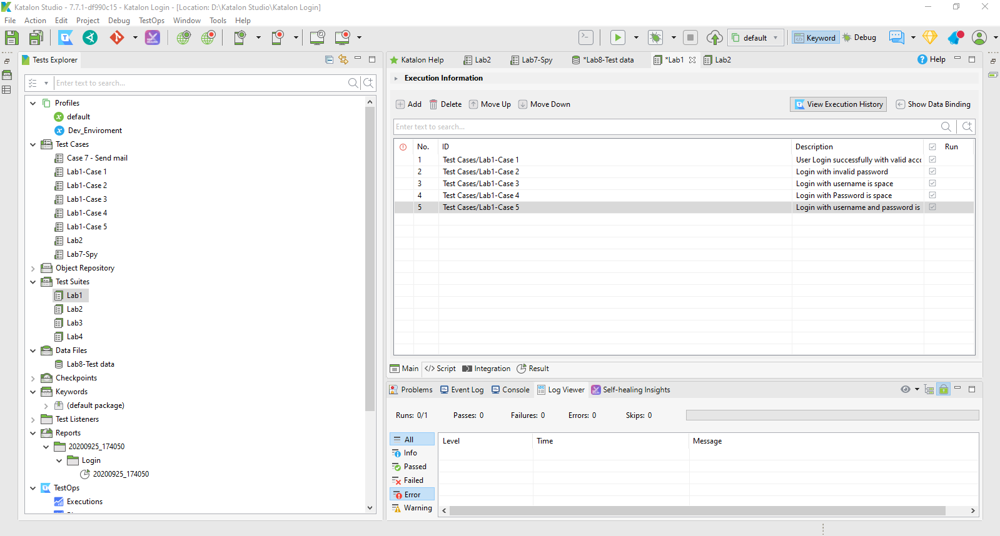 Katalon Studio - 7.7.1-df990c15 - Katalon Login - [Location: D:\Katalon Studio\Katalon Login]
File Action Edit Project Debug TestOps Window Tools Help
default Keyword Debug
Tests Explorer
Enter text to search...
Profiles
default
Dev_Enviroment
Test Cases
Case 7 - Send mail
Lab1-Case 1
Lab1-Case 2
Lab1-Case 3
Lab1-Case 4
Lab1-Case 5
Lab2
Lab7-Spy
Object Repository
Test Suites
Lab1
Lab2
Lab3
Lab4
Data Files
Lab8-Test data
Checkpoints
Keywords
(default package)
Test Listeners
Reports
20200925_174050
Login
20200925_174050
TestOps
Executions
Katalon Help Lab2 Lab7-Spy *Lab8-Test data *Lab1 Lab2 Help
Execution Information
Add Delete Move Up Move Down View Execution History Show Data Binding
Enter text to search...
No. ID Description Run
1 Test Cases/Lab1-Case 1 User Login successfully with valid acco
2 Test Cases/Lab1-Case 2 Login with invalid password
3 Test Cases/Lab1-Case 3 Login with username is space
4 Test Cases/Lab1-Case 4 Login with Password is space
5 Test Cases/Lab1-Case 5 Login with username and password is
Main Script Integration Result
Problems Event Log Console Log Viewer Self-healing Insights
Runs: 0/1 Passes: 0 Failures: 0 Errors: 0 Skips: 0
All
Info
Passed
Failed
Error
Warning
Level Time Message